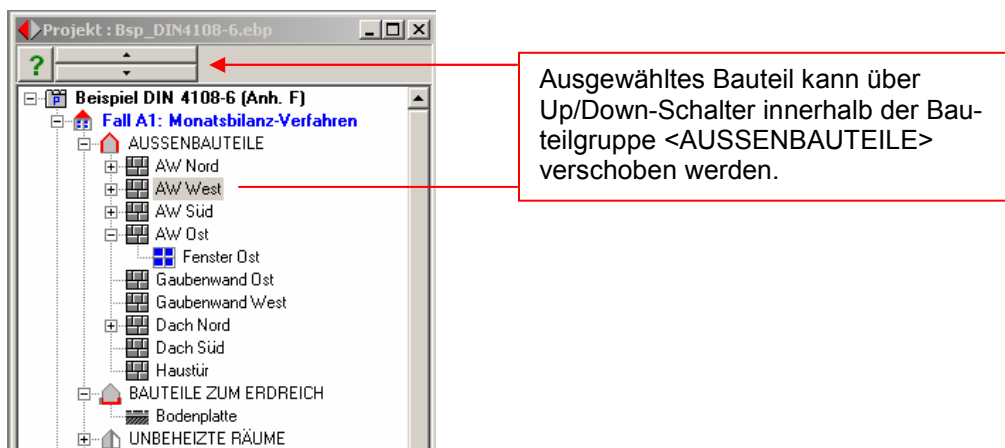 Projekt : Bsp_DIN4108-6.ebp
?
Beispiel DIN 4108-6 (Anh. F)
Fall A1: Monatsbilanz-Verfahren
AUSSENBAUTEILE
AW Nord
AW West
AW Süd
AW Ost
Fenster Ost
Gaubenwand Ost
Gaubenwand West
Dach Nord
Dach Süd
Haustür
BAUTEILE ZUM ERDREICH
Bodenplatte
UNBEHEIZTE RÄUME
Ausgewähltes Bauteil kann über
Up/Down-Schalter innerhalb der Bau-
teilgruppe <AUSSENBAUTEILE>
verschoben werden.